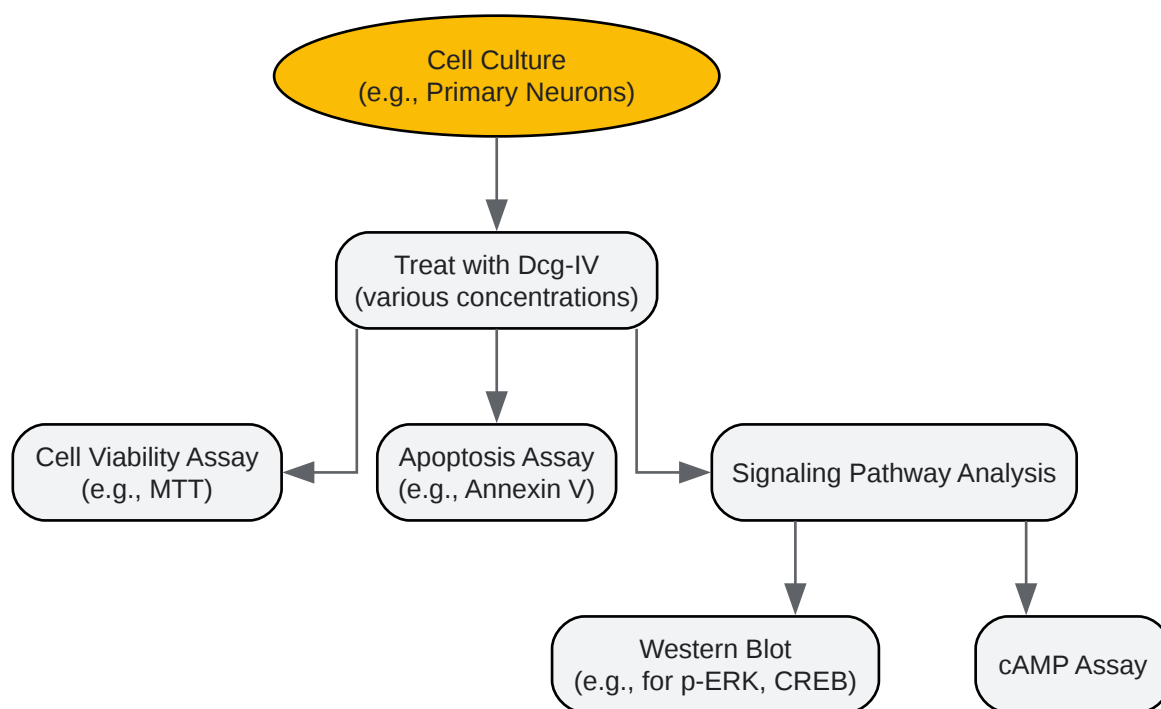 Cell Culture
(e.g., Primary Neurons)
Treat with Dcg-IV
(various concentrations)
Cell Viability Assay
(e.g., MTT)
Apoptosis Assay
(e.g., Annexin V)
Signaling Pathway Analysis
Western Blot
(e.g., for p-ERK, CREB)
cAMP Assay